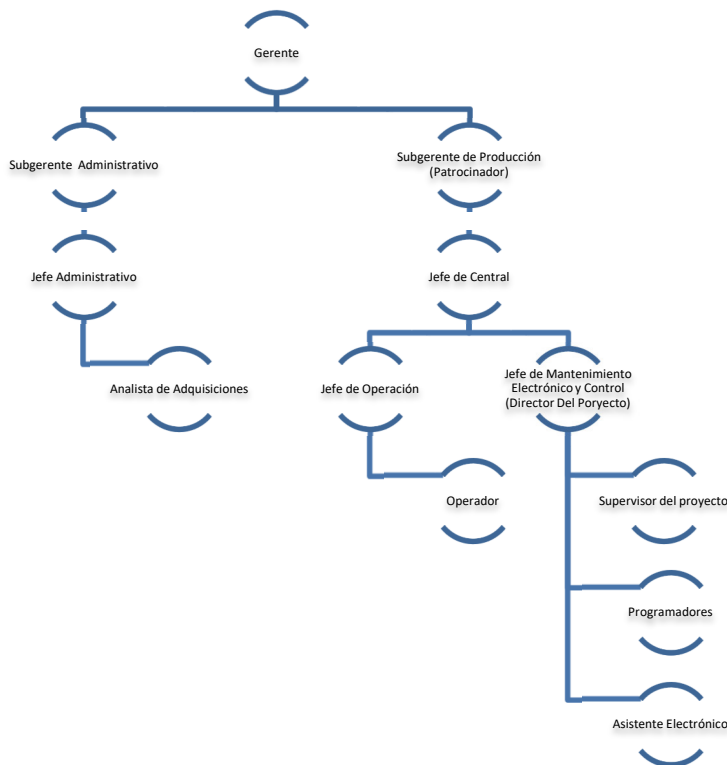 Gerente
Subgerente Administrativo
Subgerente de Producción
(Patrocinador)
Jefe Administrativo
Jefe de Central
Analista de Adquisiciones
Jefe de Operación
Jefe de Mantenimiento
Electrónico y Control
(Director Del Poryecto)
Operador
Supervisor del proyecto
Programadores
Asistente Electrónico